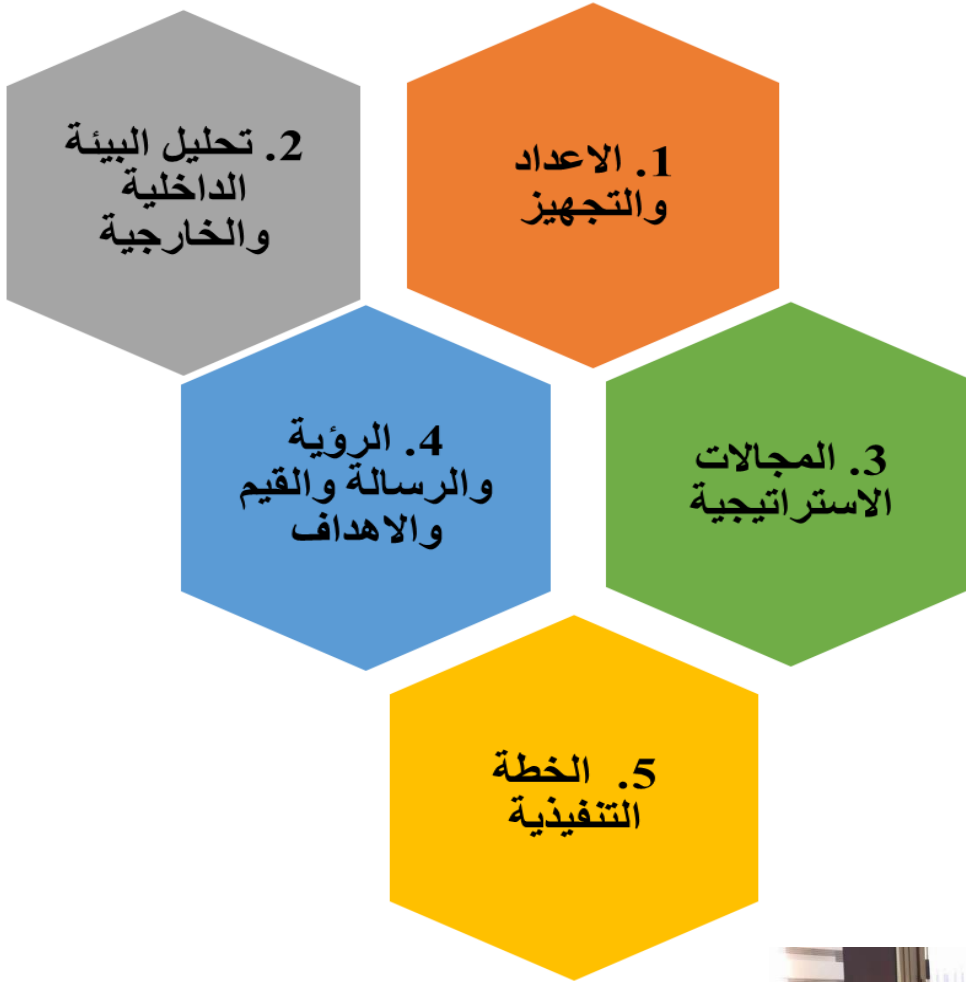 1. الاعداد
والتجهيز
2. تحليل البيئة
الداخلية
والخارجية
3. المجالات
الاستراتيجية
4. الرؤية
والرسالة والقيم
والاهداف
5. الخطة
التنفيذية